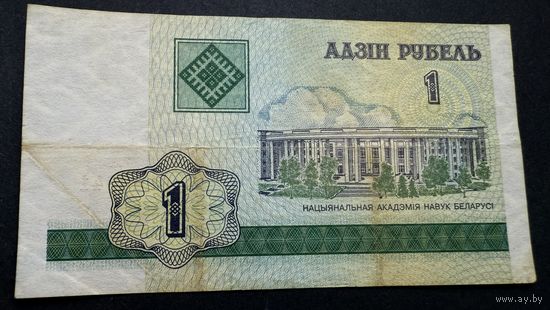 АДЗІН РУБЕЛЬ
1
НАЦЫЯНАЛЬНАЯ АКАДЭМІЯ НАВУК БЕЛАРУСІ
1
www.ay.by